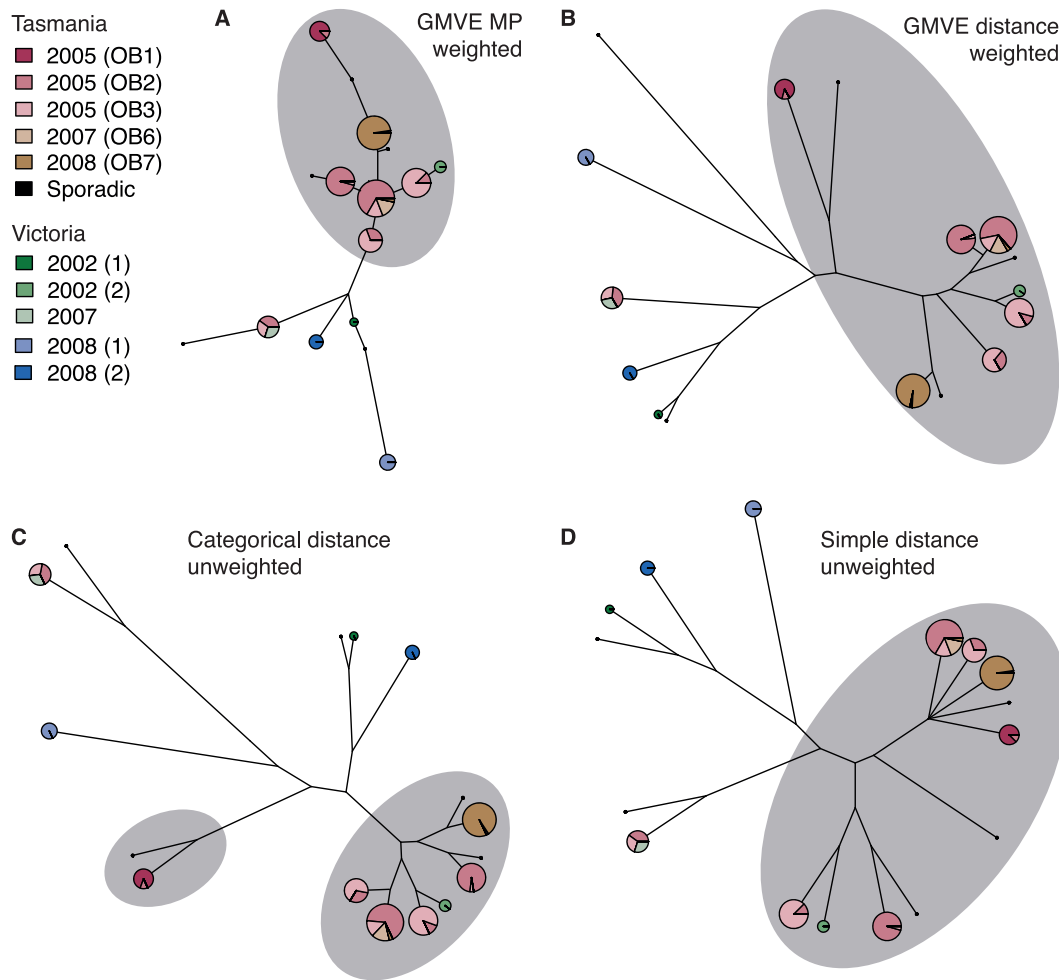 Tasmania
2005 (OB1)
2005 (OB2)
2005 (OB3)
2007 (OB6)
2008 (OB7)
Sporadic
Victoria
2002 (1)
2002 (2)
2007
2008 (1)
2008 (2)
A
GMVE MP
weighted
B
GMVE distance
weighted
C
Categorical distance
unweighted
D
Simple distance
unweighted